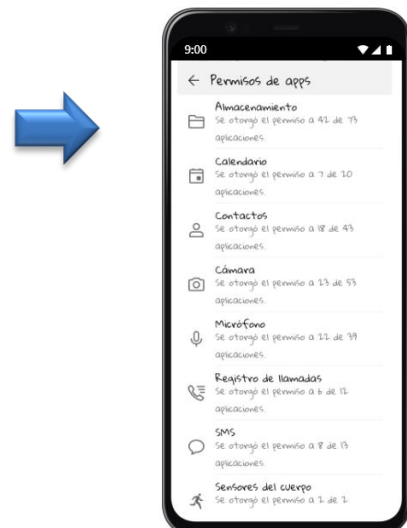 9:00
Permisos de apps
Almacenamiento
Se otorgó el permiso a 42 de 73
aplicaciones.
Calendario
Se otorgó el permiso a 7 de 20
aplicaciones.
Contactos
Se otorgó el permiso a 18 de 43
aplicaciones.
Cámara
Se otorgó el permiso a 23 de 53
aplicaciones.
Micrófono
Se otorgó el permiso a 22 de 39
aplicaciones.
Registro de llamadas
Se otorgó el permiso a 6 de 12
aplicaciones.
SMS
Se otorgó el permiso a 8 de 13
aplicaciones.
Sensores del cuerpo
Se otorgó el permiso a 2 de 2